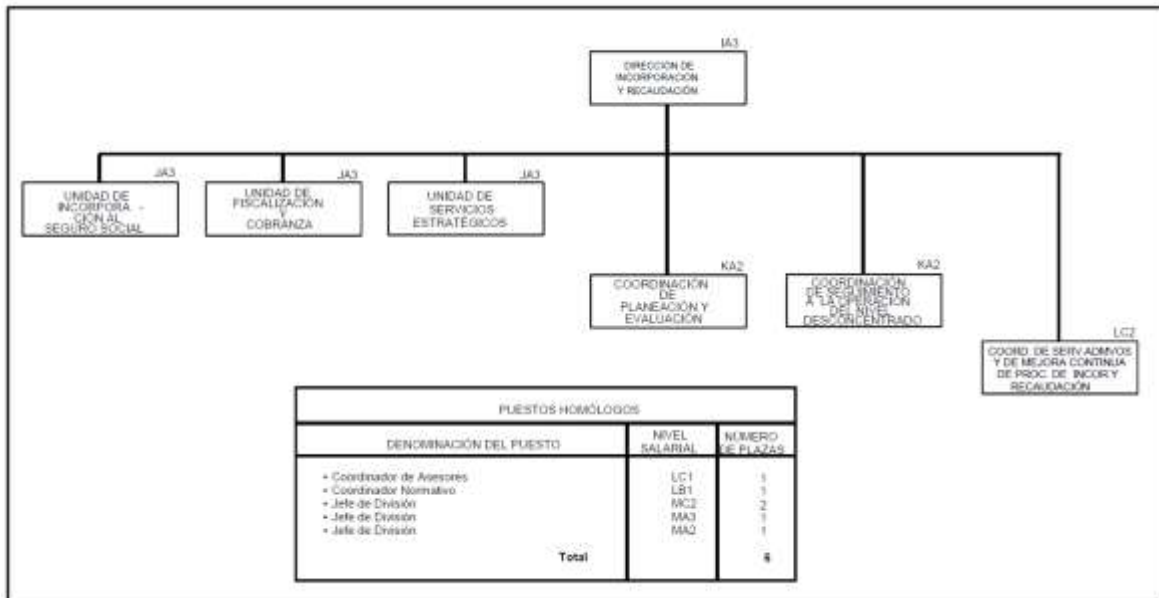 IA3
DIRECCIÓN DE
INCORPORACIÓN
Y RECAUDACIÓN
JA3
UNIDAD DE
INCORPORA -
CIÓN AL
SEGURO SOCIAL
JA3
UNIDAD DE
FISCALIZACIÓN
Y
COBRANZA
JA3
UNIDAD DE
SERVICIOS
ESTRATÉGICOS
KA2
COORDINACIÓN
DE
PLANEACIÓN Y
EVALUACIÓN
KA2
COORDINACIÓN
DE SEGUIMIENTO
A LA OPERACIÓN
DEL NIVEL
DESCONCENTRADO
LC2
COORD. DE SERV ADMVOS
Y DE MEJORA CONTINUA
DE PROC. DE INCOR Y
RECAUDACIÓN
PUESTOS HOMÓLOGOS
DENOMINACIÓN DEL PUESTO NIVEL SALARIAL NÚMERO DE PLAZAS
• Coordinador de Asesores LC1 1
• Coordinador Normativo LB1 1
• Jefe de División MC2 2
• Jefe de División MA3 1
• Jefe de División MA2 1
Total 6